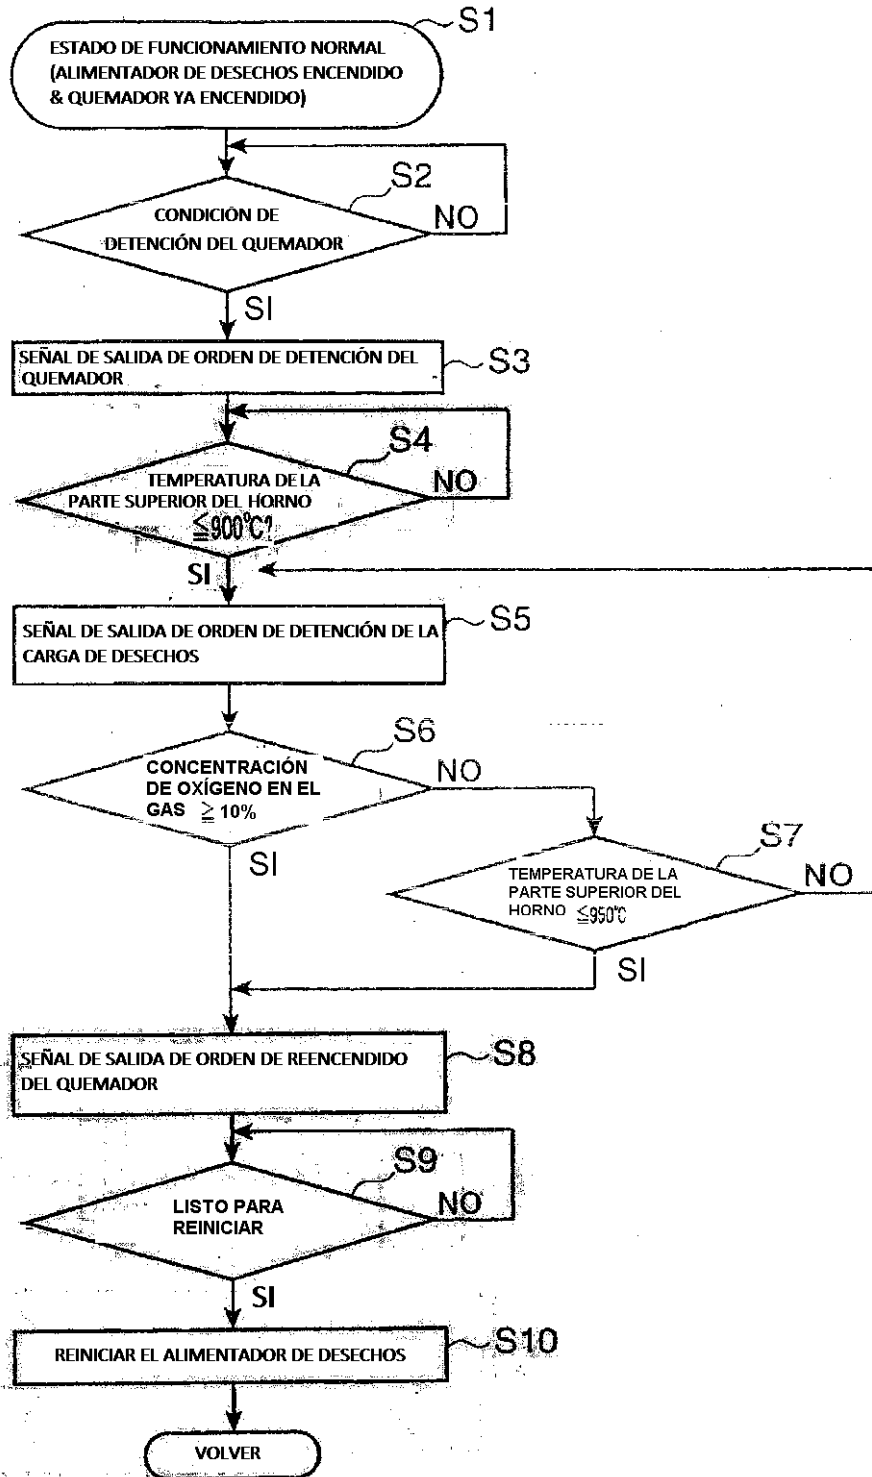 S1
ESTADO DE FUNCIONAMIENTO NORMAL
(ALIMENTADOR DE DESECHOS ENCENDIDO
& QUEMADOR YA ENCENDIDO)
S2
CONDICIÓN DE
DETENCIÓN DEL QUEMADOR
NO
SI
SEÑAL DE SALIDA DE ORDEN DE DETENCIÓN DEL
QUEMADOR
S3
S4
TEMPERATURA DE LA
PARTE SUPERIOR DEL HORNO
≦900°C?
NO
SI
SEÑAL DE SALIDA DE ORDEN DE DETENCIÓN DE LA
CARGA DE DESECHOS
S5
S6
CONCENTRACIÓN
DE OXÍGENO EN EL
GAS ≧ 10%
NO
SI
S7
TEMPERATURA DE LA
PARTE SUPERIOR DEL
HORNO ≦950°C
NO
SI
SEÑAL DE SALIDA DE ORDEN DE REENCENDIDO
DEL QUEMADOR
S8
S9
LISTO PARA
REINICIAR
NO
SI
REINICIAR EL ALIMENTADOR DE DESECHOS
S10
VOLVER